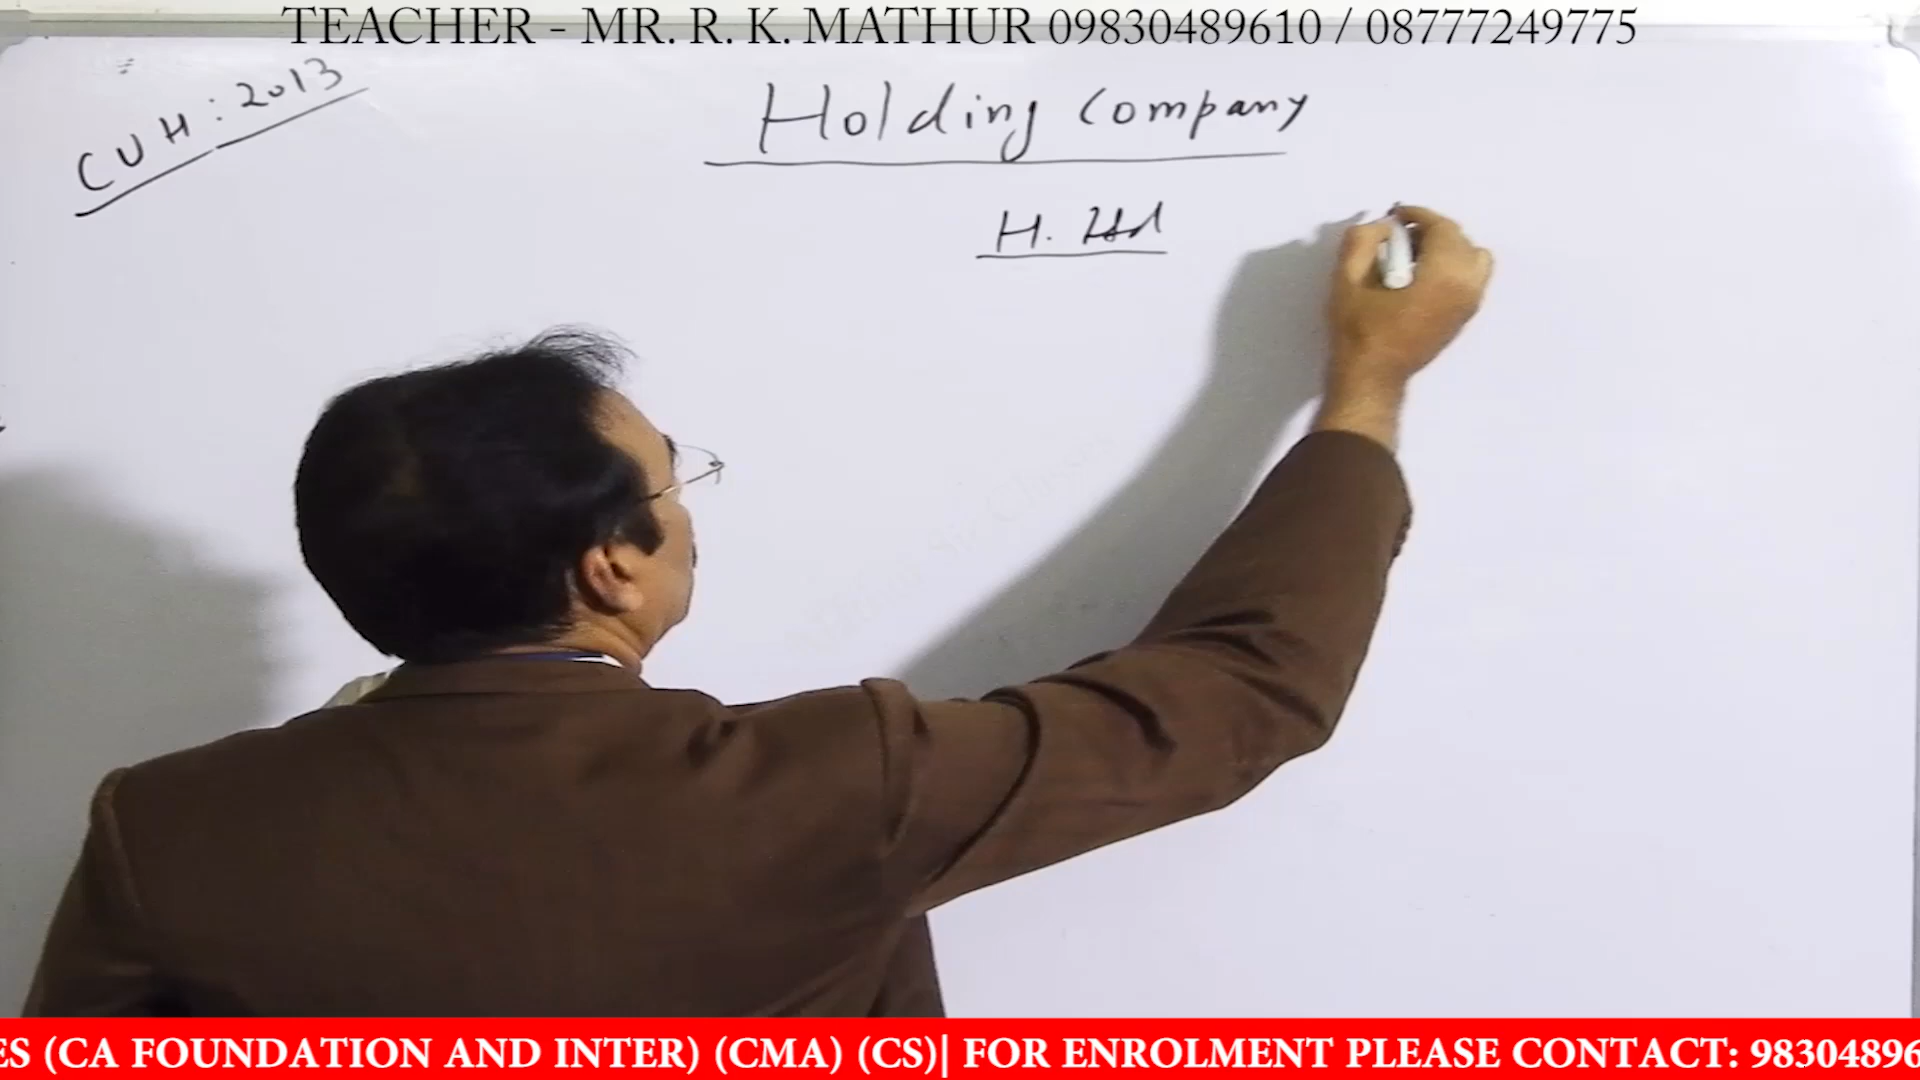 TEACHER - MR. R. K. MATHUR 09830489610 / 08777249775
CUH : 2013
Holding Company
H. Ltd
ES (CA FOUNDATION AND INTER) (CMA) (CS)| FOR ENROLMENT PLEASE CONTACT: 98304896